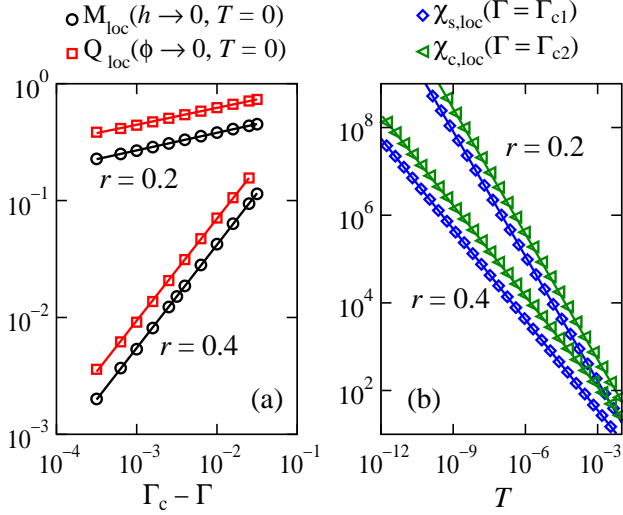 M_loc(h → 0, T = 0)
Q_loc(ϕ → 0, T = 0)
χ_s,loc(Γ = Γ_c1)
χ_c,loc(Γ = Γ_c2)
10^0
10^−1
10^−2
10^−3
r = 0.2
r = 0.4
(a)
10^−4 10^−3 10^−2 10^−1
Γ_c − Γ
10^8
10^6
10^4
10^2
r = 0.2
r = 0.4
(b)
10^−12 10^−9 10^−6 10^−3
T